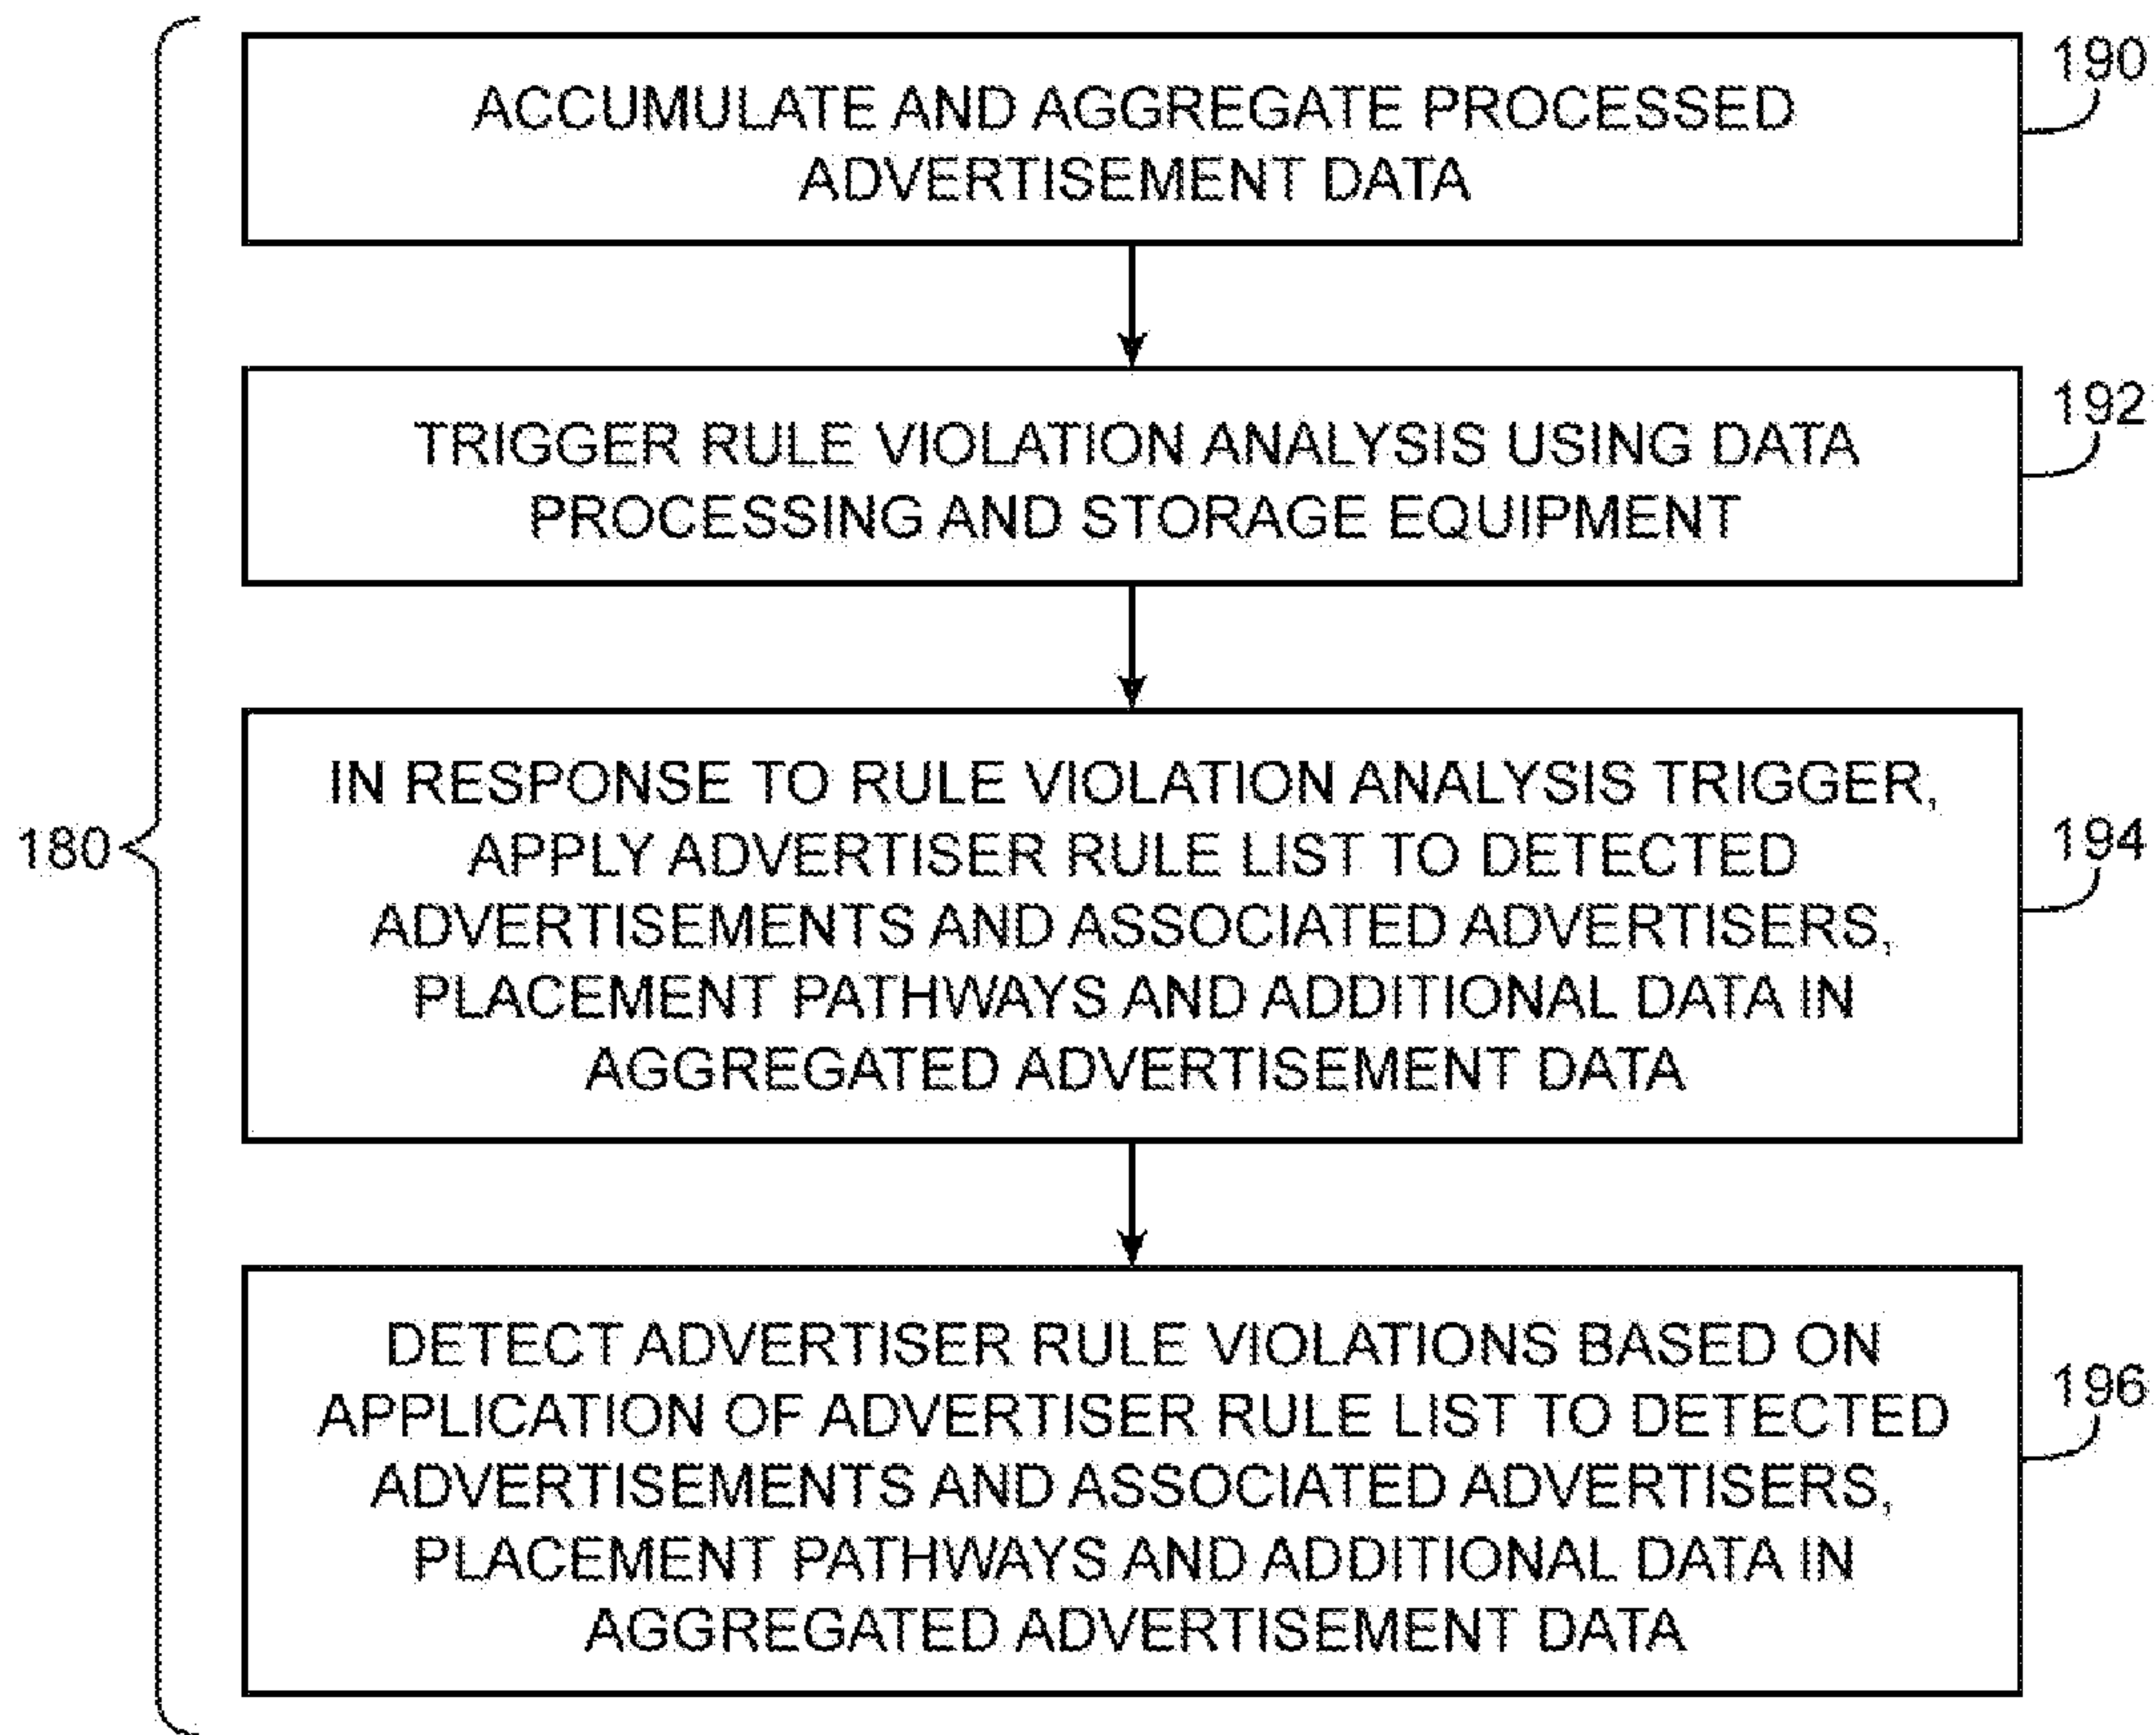 190
ACCUMULATE AND AGGREGATE PROCESSED
ADVERTISEMENT DATA
192
TRIGGER RULE VIOLATION ANALYSIS USING DATA
PROCESSING AND STORAGE EQUIPMENT
180
194
IN RESPONSE TO RULE VIOLATION ANALYSIS TRIGGER,
APPLY ADVERTISER RULE LIST TO DETECTED
ADVERTISEMENTS AND ASSOCIATED ADVERTISERS,
PLACEMENT PATHWAYS AND ADDITIONAL DATA IN
AGGREGATED ADVERTISEMENT DATA
196
DETECT ADVERTISER RULE VIOLATIONS BASED ON
APPLICATION OF ADVERTISER RULE LIST TO DETECTED
ADVERTISEMENTS AND ASSOCIATED ADVERTISERS,
PLACEMENT PATHWAYS AND ADDITIONAL DATA IN
AGGREGATED ADVERTISEMENT DATA